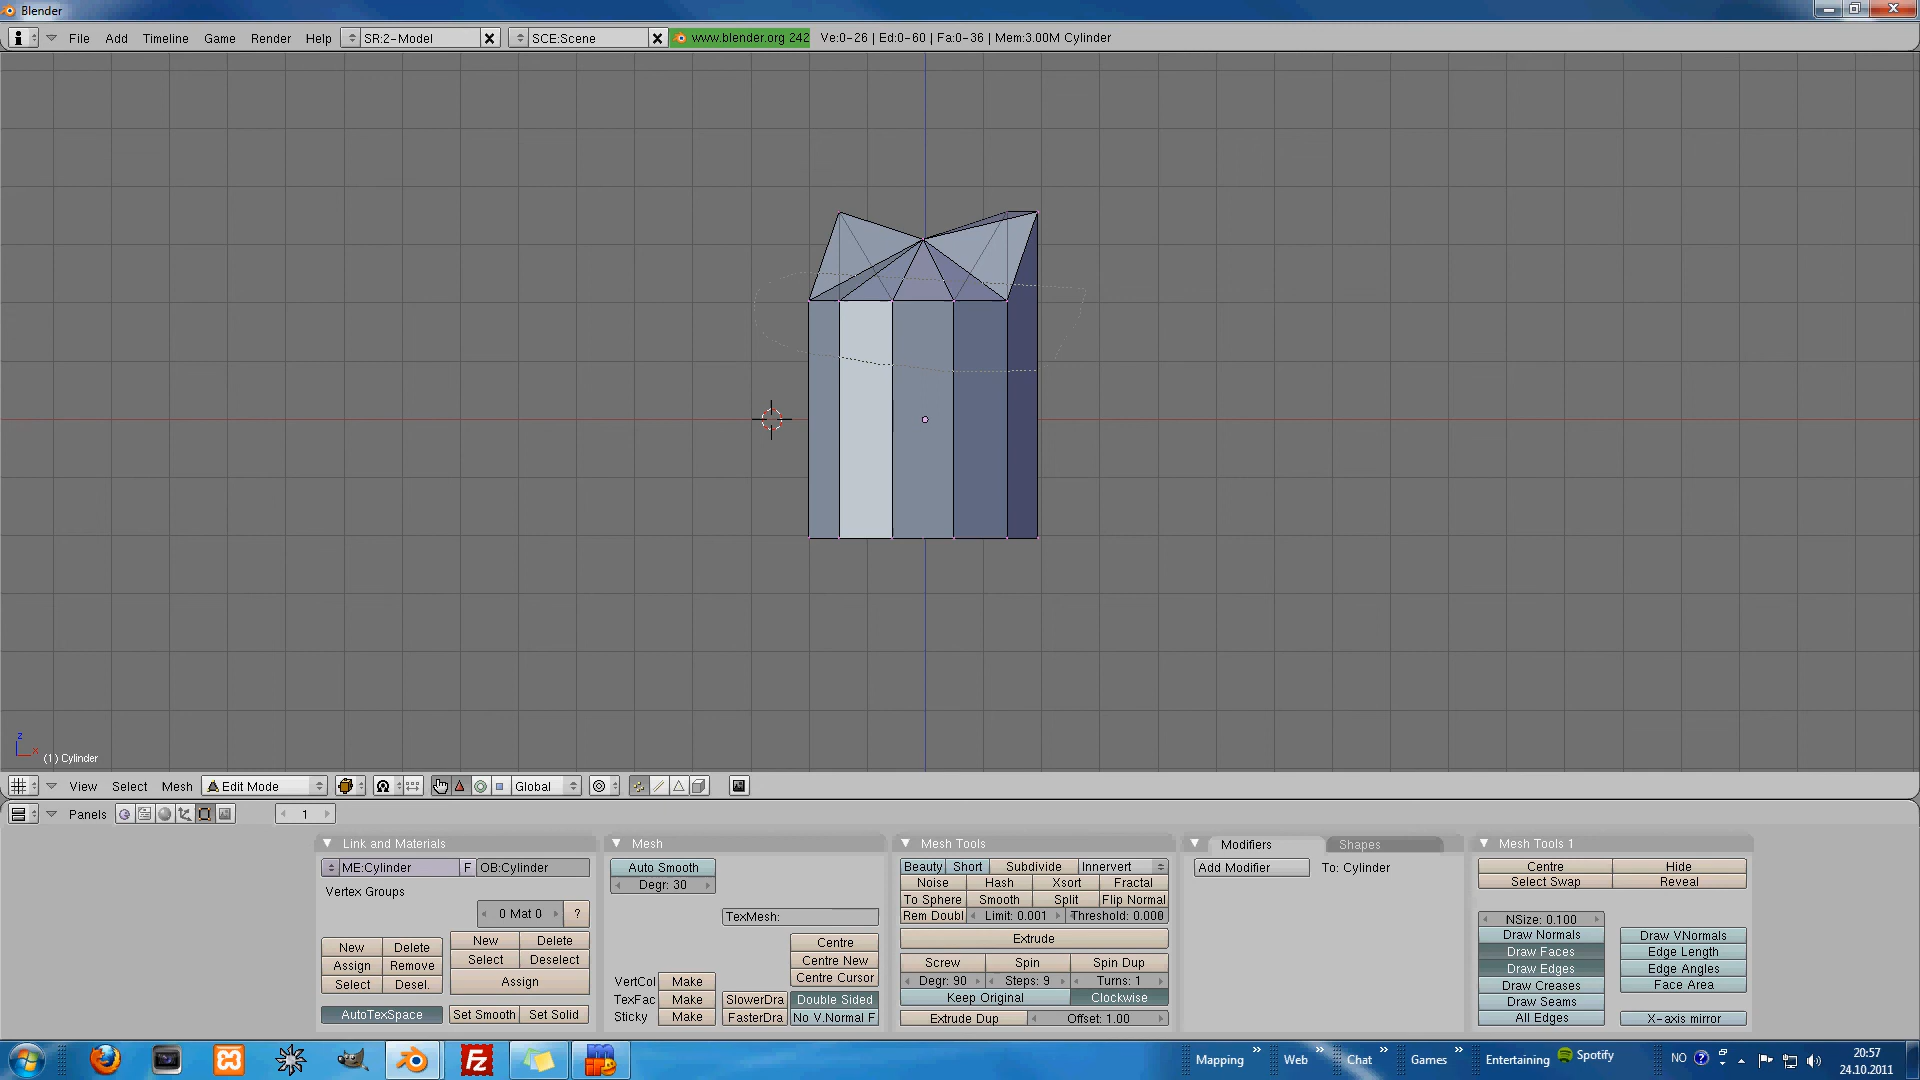 Blender
File Add Timeline Game Render Help SR:2-Model SCE:Scene www.blender.org 242 Ve:0-26 | Ed:0-60 | Fa:0-36 | Mem:3.00M Cylinder
z
x
(1) Cylinder
View Select Mesh Edit Mode Global
Panels 1
Link and Materials Mesh Mesh Tools Modifiers Shapes Mesh Tools 1
ME:Cylinder F OB:Cylinder Auto Smooth Beauty Short Subdivide Innervert Add Modifier To: Cylinder Centre Hide
Degr: 30 Noise Hash Xsort Fractal Select Swap Reveal
Vertex Groups
To Sphere Smooth Split Flip Normal
0 Mat 0 ? TexMesh: Rem Doubl Limit: 0.001 Threshold: 0.000 NSize: 0.100
New Delete New Delete Centre Extrude Draw Normals Draw VNormals
Assign Remove Select Deselect Centre New Screw Spin Spin Dup Draw Faces Edge Length
Select Desel. Assign VertCol Make Centre Cursor Degr: 90 Steps: 9 Turns: 1 Draw Edges Edge Angles
TexFac Make SlowerDra Double Sided Keep Original Clockwise Draw Creases Face Area
Draw Seams
AutoTexSpace Set Smooth Set Solid Sticky Make FasterDra No V.Normal F Extrude Dup Offset: 1.00 All Edges X-axis mirror
Fz
Mapping Web Chat Games Entertaining Spotify NO ? 20:57
24.10.2011